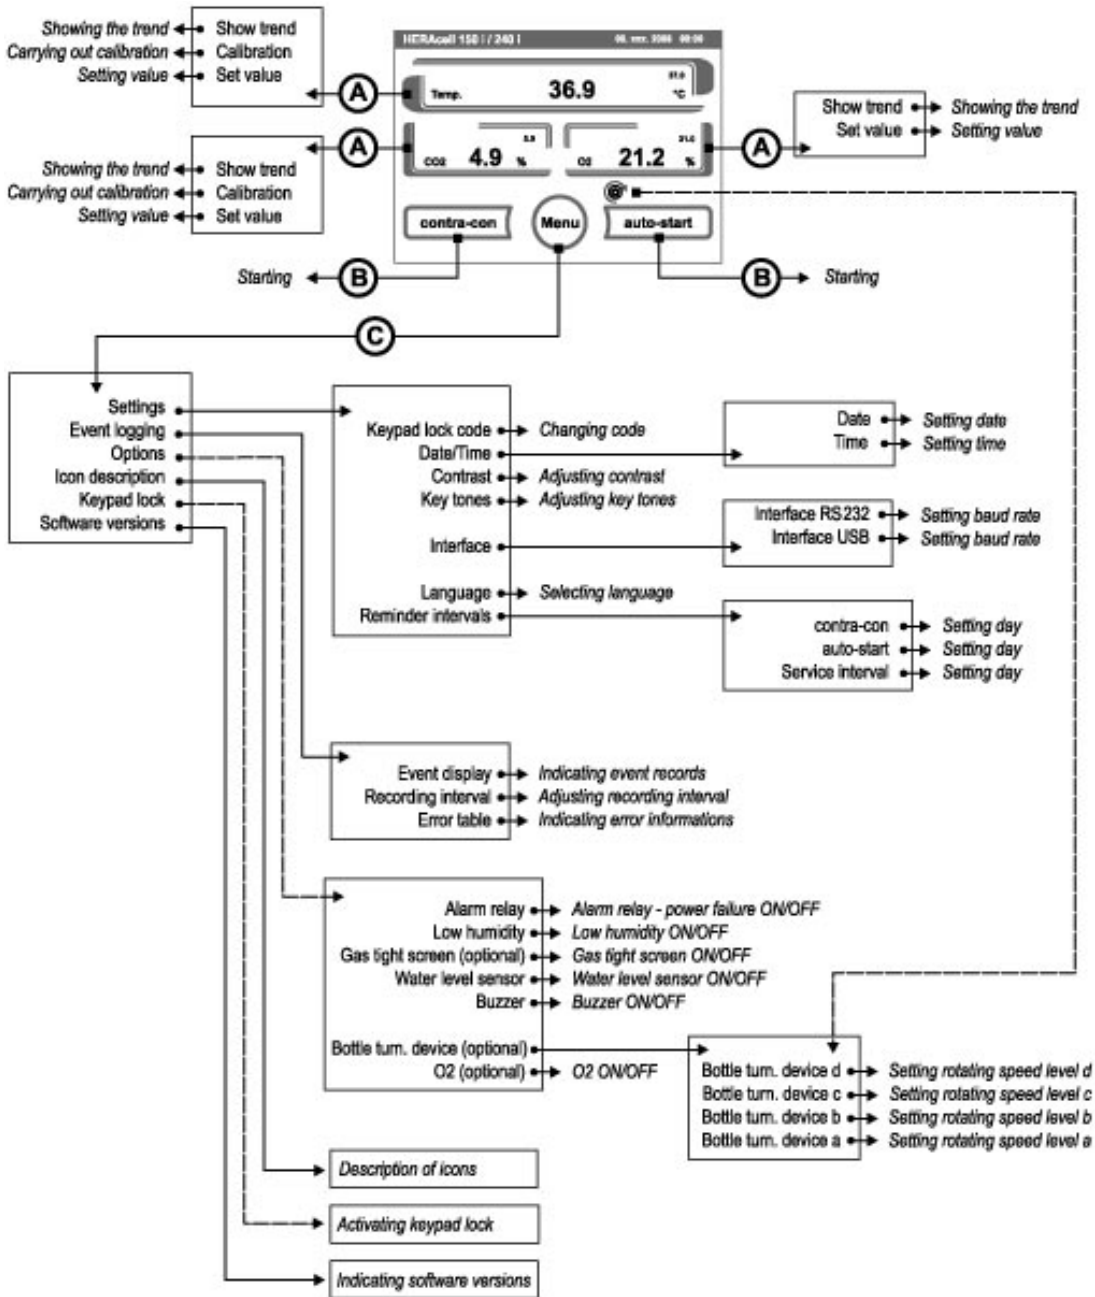 Showing the trend Show trend
Carrying out calibration Calibration
Setting value Set value
HERAcell 150 i / 240 i
A
Temp. 36.9 °C
37.0
A
CO2 4.9 %
O2 21.2 %
21.0
A
Show trend Showing the trend
Set value Setting value
Showing the trend Show trend
Carrying out calibration Calibration
Setting value Set value
contra-con Menu auto-start
Starting B
B Starting
C
Settings
Event logging
Options
Icon description
Keypad lock
Software versions
Keypad lock code Changing code
Date/Time
Contrast Adjusting contrast
Key tones Adjusting key tones
Interface
Language Selecting language
Reminder intervals
Date Setting date
Time Setting time
Interface RS232 Setting baud rate
Interface USB Setting baud rate
contra-con Setting day
auto-start Setting day
Service interval Setting day
Event display Indicating event records
Recording interval Adjusting recording interval
Error table Indicating error informations
Alarm relay Alarm relay - power failure ON/OFF
Low humidity Low humidity ON/OFF
Gas tight screen (optional) Gas tight screen ON/OFF
Water level sensor Water level sensor ON/OFF
Buzzer Buzzer ON/OFF
Bottle turn. device (optional)
O2 (optional) O2 ON/OFF
Bottle turn. device d Setting rotating speed level d
Bottle turn. device c Setting rotating speed level c
Bottle turn. device b Setting rotating speed level b
Bottle turn. device a Setting rotating speed level a
Description of icons
Activating keypad lock
Indicating software versions